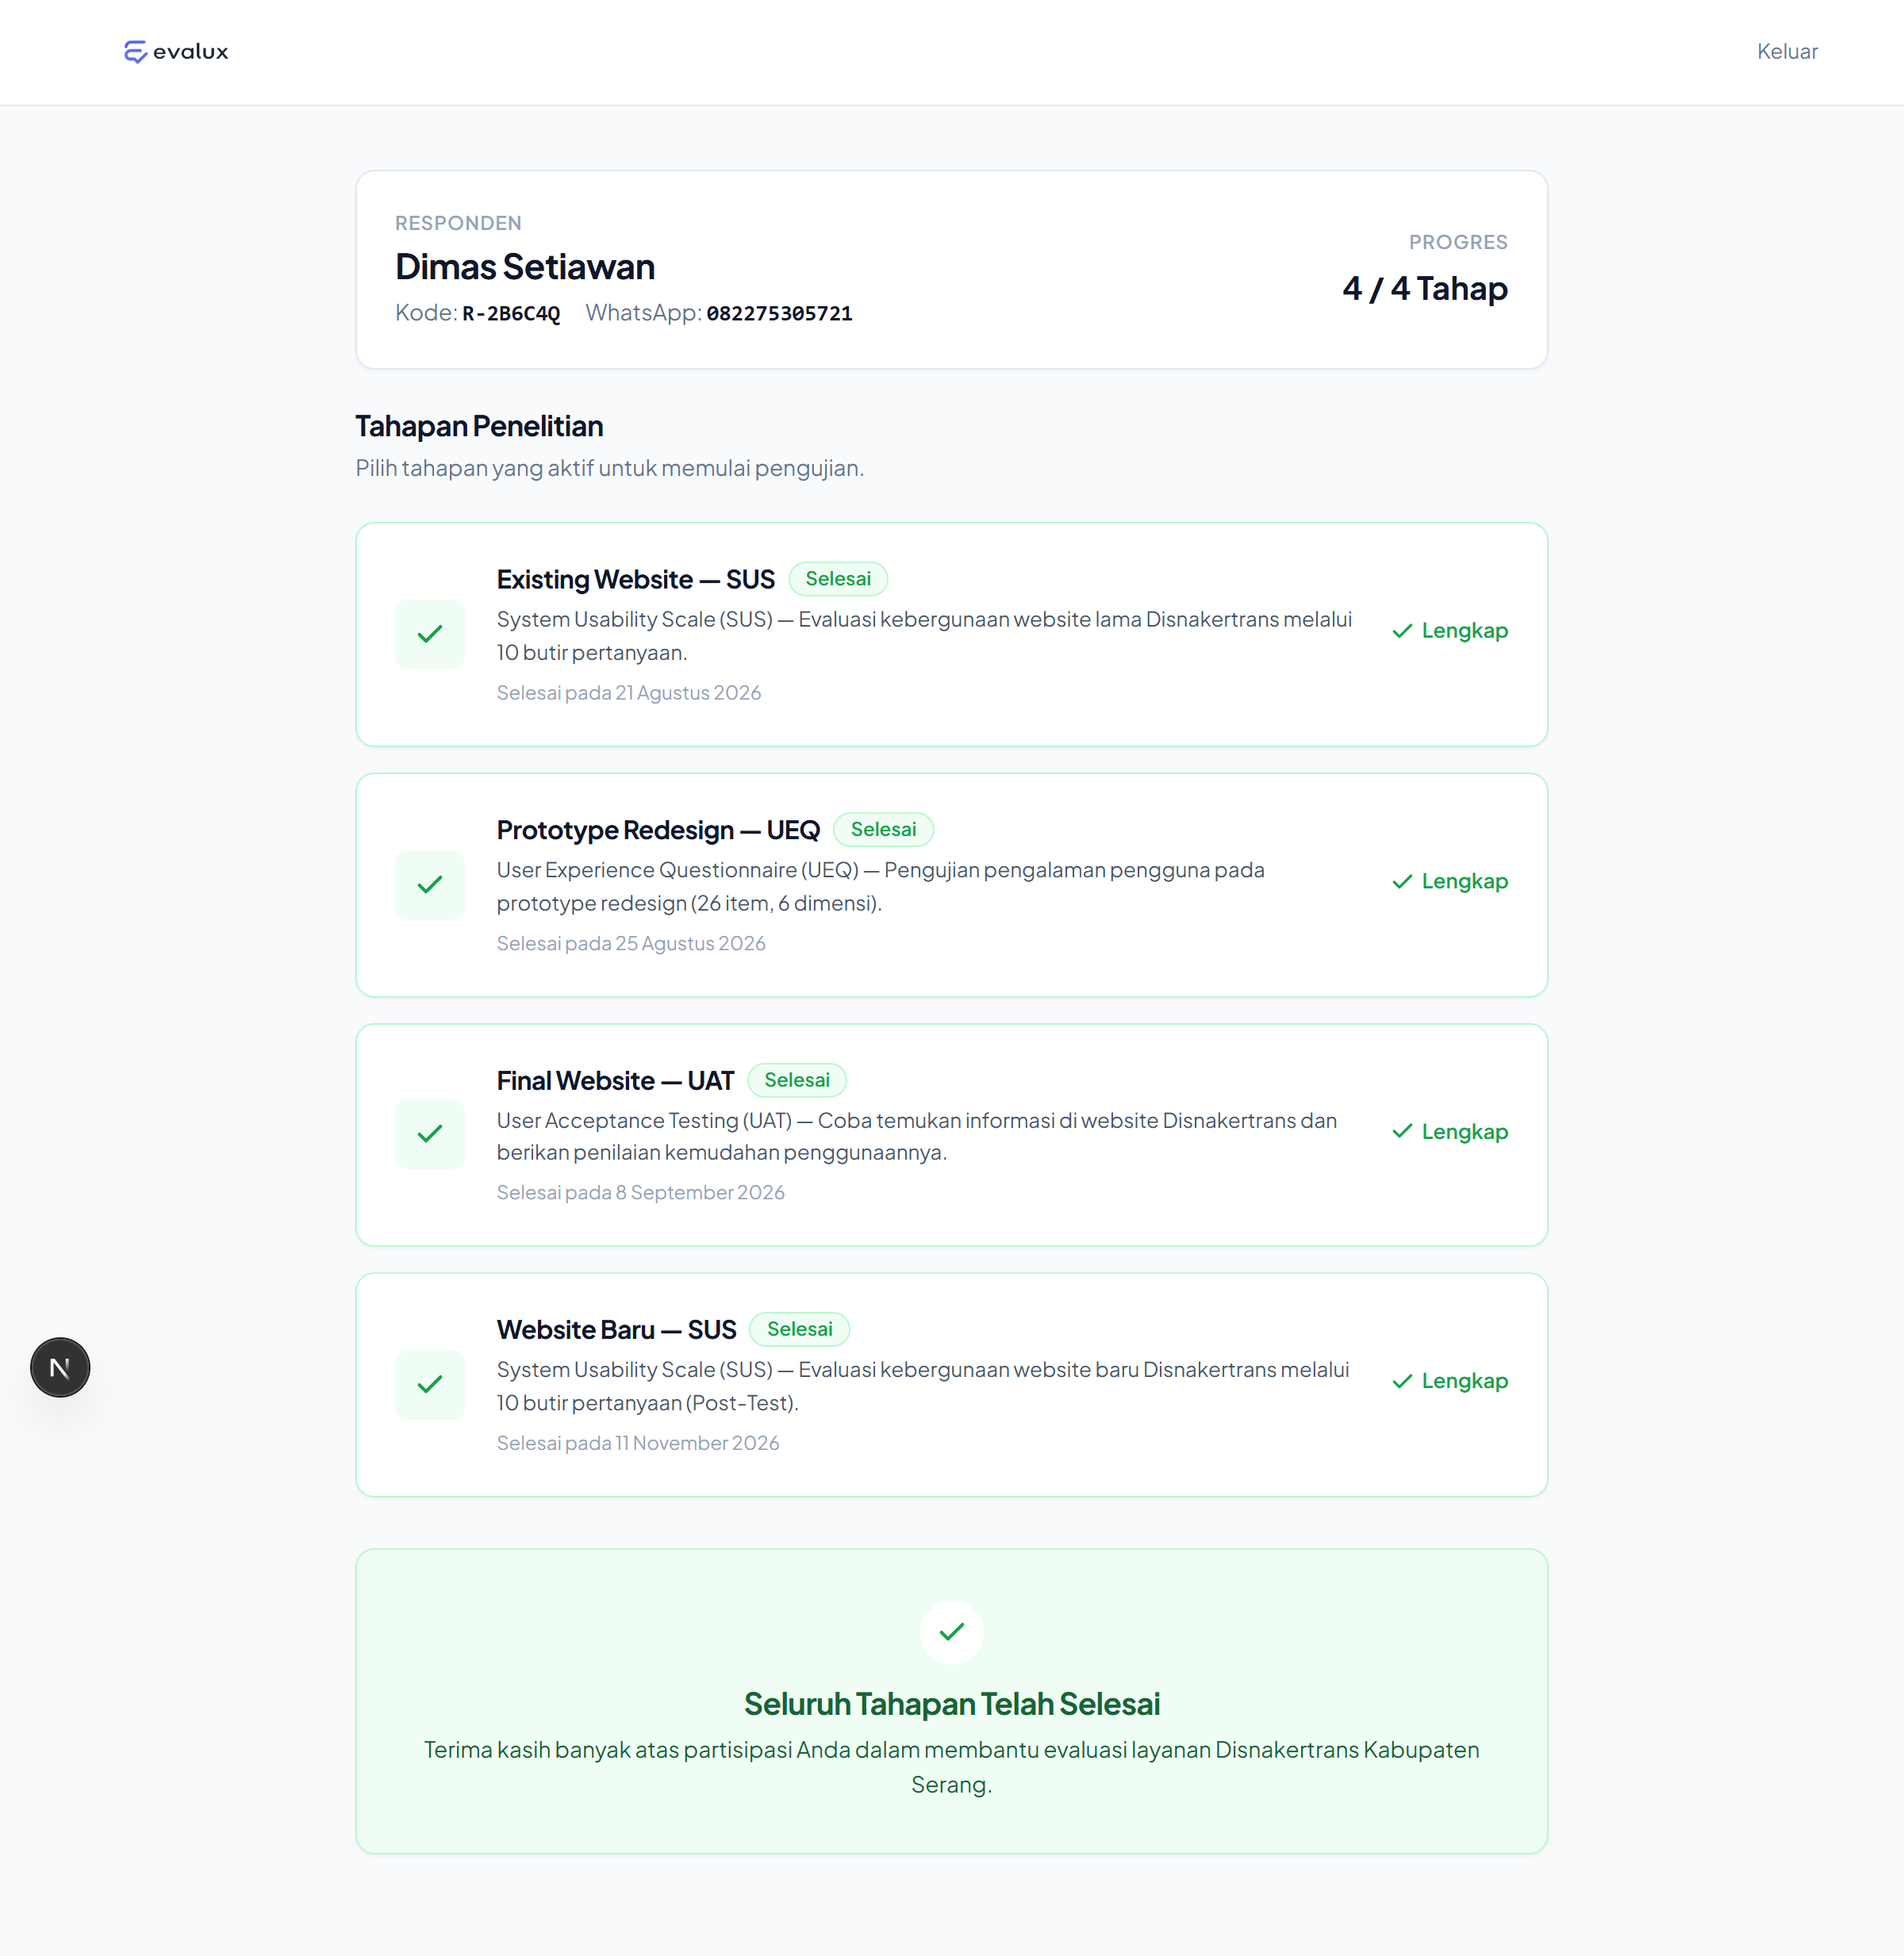 evalux
Keluar
RESPONDEN
Dimas Setiawan
Kode: R-2B6C4Q WhatsApp: 082275305721
PROGRES
4 / 4 Tahap
Tahapan Penelitian
Pilih tahapan yang aktif untuk memulai pengujian.
Existing Website — SUS Selesai
System Usability Scale (SUS) — Evaluasi kebergunaan website lama Disnakertrans melalui
10 butir pertanyaan.
Selesai pada 21 Agustus 2026
Lengkap
Prototype Redesign — UEQ Selesai
User Experience Questionnaire (UEQ) — Pengujian pengalaman pengguna pada
prototype redesign (26 item, 6 dimensi).
Selesai pada 25 Agustus 2026
Lengkap
Final Website — UAT Selesai
User Acceptance Testing (UAT) — Coba temukan informasi di website Disnakertrans dan
berikan penilaian kemudahan penggunaannya.
Selesai pada 8 September 2026
Lengkap
Website Baru — SUS Selesai
System Usability Scale (SUS) — Evaluasi kebergunaan website baru Disnakertrans melalui
10 butir pertanyaan (Post-Test).
Selesai pada 11 November 2026
Lengkap
N
Seluruh Tahapan Telah Selesai
Terima kasih banyak atas partisipasi Anda dalam membantu evaluasi layanan Disnakertrans Kabupaten
Serang.